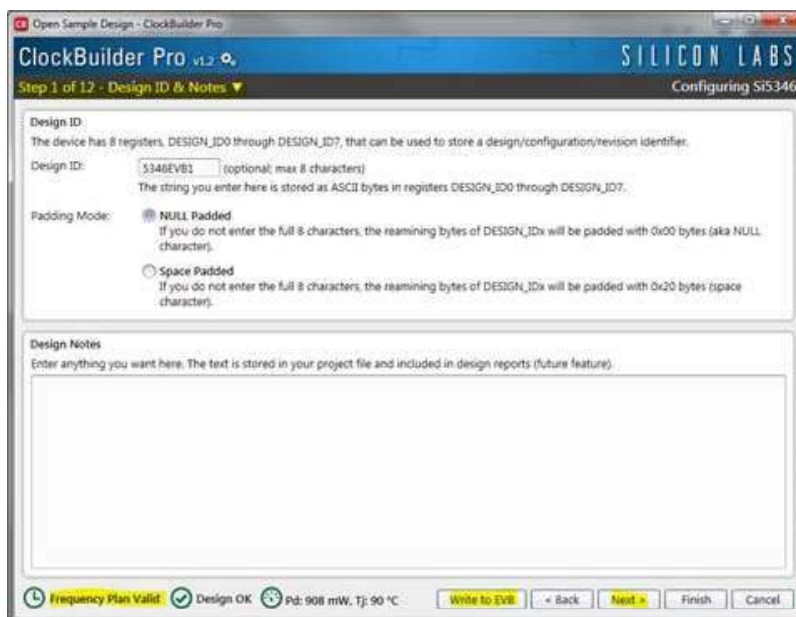 Open Sample Design - ClockBuilder Pro
ClockBuilder Pro v1.2
SILICON LABS
Step 1 of 12 - Design ID & Notes ▼
Configuring Si5346
Design ID
The device has 8 registers, DESIGN_ID0 through DESIGN_ID7, that can be used to store a design/configuration/revision identifier.
Design ID: 5346EVB1 (optional; max 8 characters)
The string you enter here is stored as ASCII bytes in registers DESIGN_ID0 through DESIGN_ID7.
Padding Mode: NULL Padded
If you do not enter the full 8 characters, the reamining bytes of DESIGN_IDx will be padded with 0x00 bytes (aka NULL
character).
Space Padded
If you do not enter the full 8 characters, the reamining bytes of DESIGN_IDx will be padded with 0x20 bytes (space
character).
Design Notes
Enter anything you want here. The text is stored in your project file and included in design reports (future feature).
Frequency Plan Valid Design OK Pd: 908 mW, Tj: 90 °C Write to EVB < Back Next > Finish Cancel